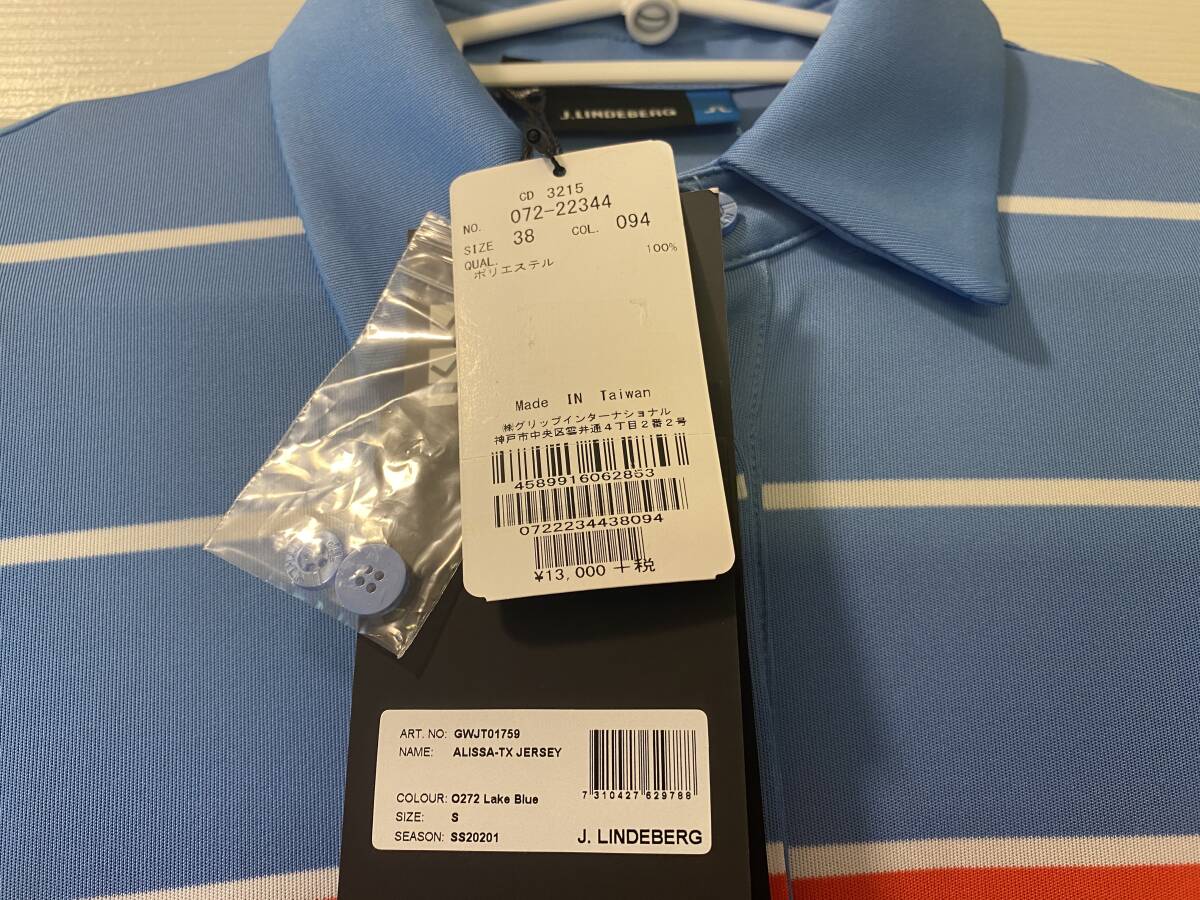 J.LINDEBERG
CD 3215
NO. 072-22344
SIZE 38 COL. 094
QUAL.
ポリエステル 100%
Made IN Taiwan
㈱グリップインターナショナル
神戸市中央区雲井通4丁目2番2号
4589916062853
0722234438094
¥13,000+税
ART. NO: GWJT01759
NAME: ALISSA-TX JERSEY
7 310427 629788
COLOUR: O272 Lake Blue
SIZE: S
SEASON: SS20201
J. LINDEBERG